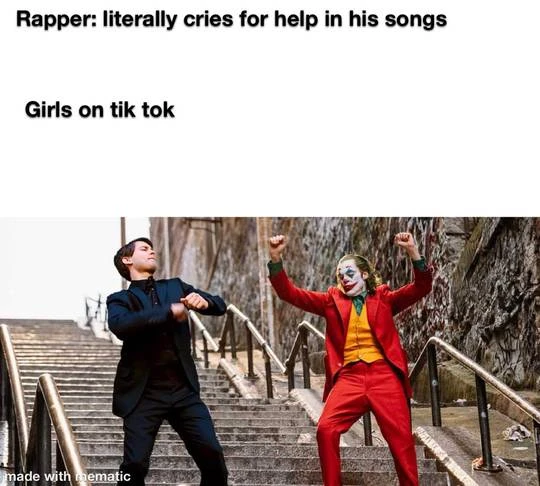 Rapper: literally cries for help in his songs
Girls on tik tok
made with mematic